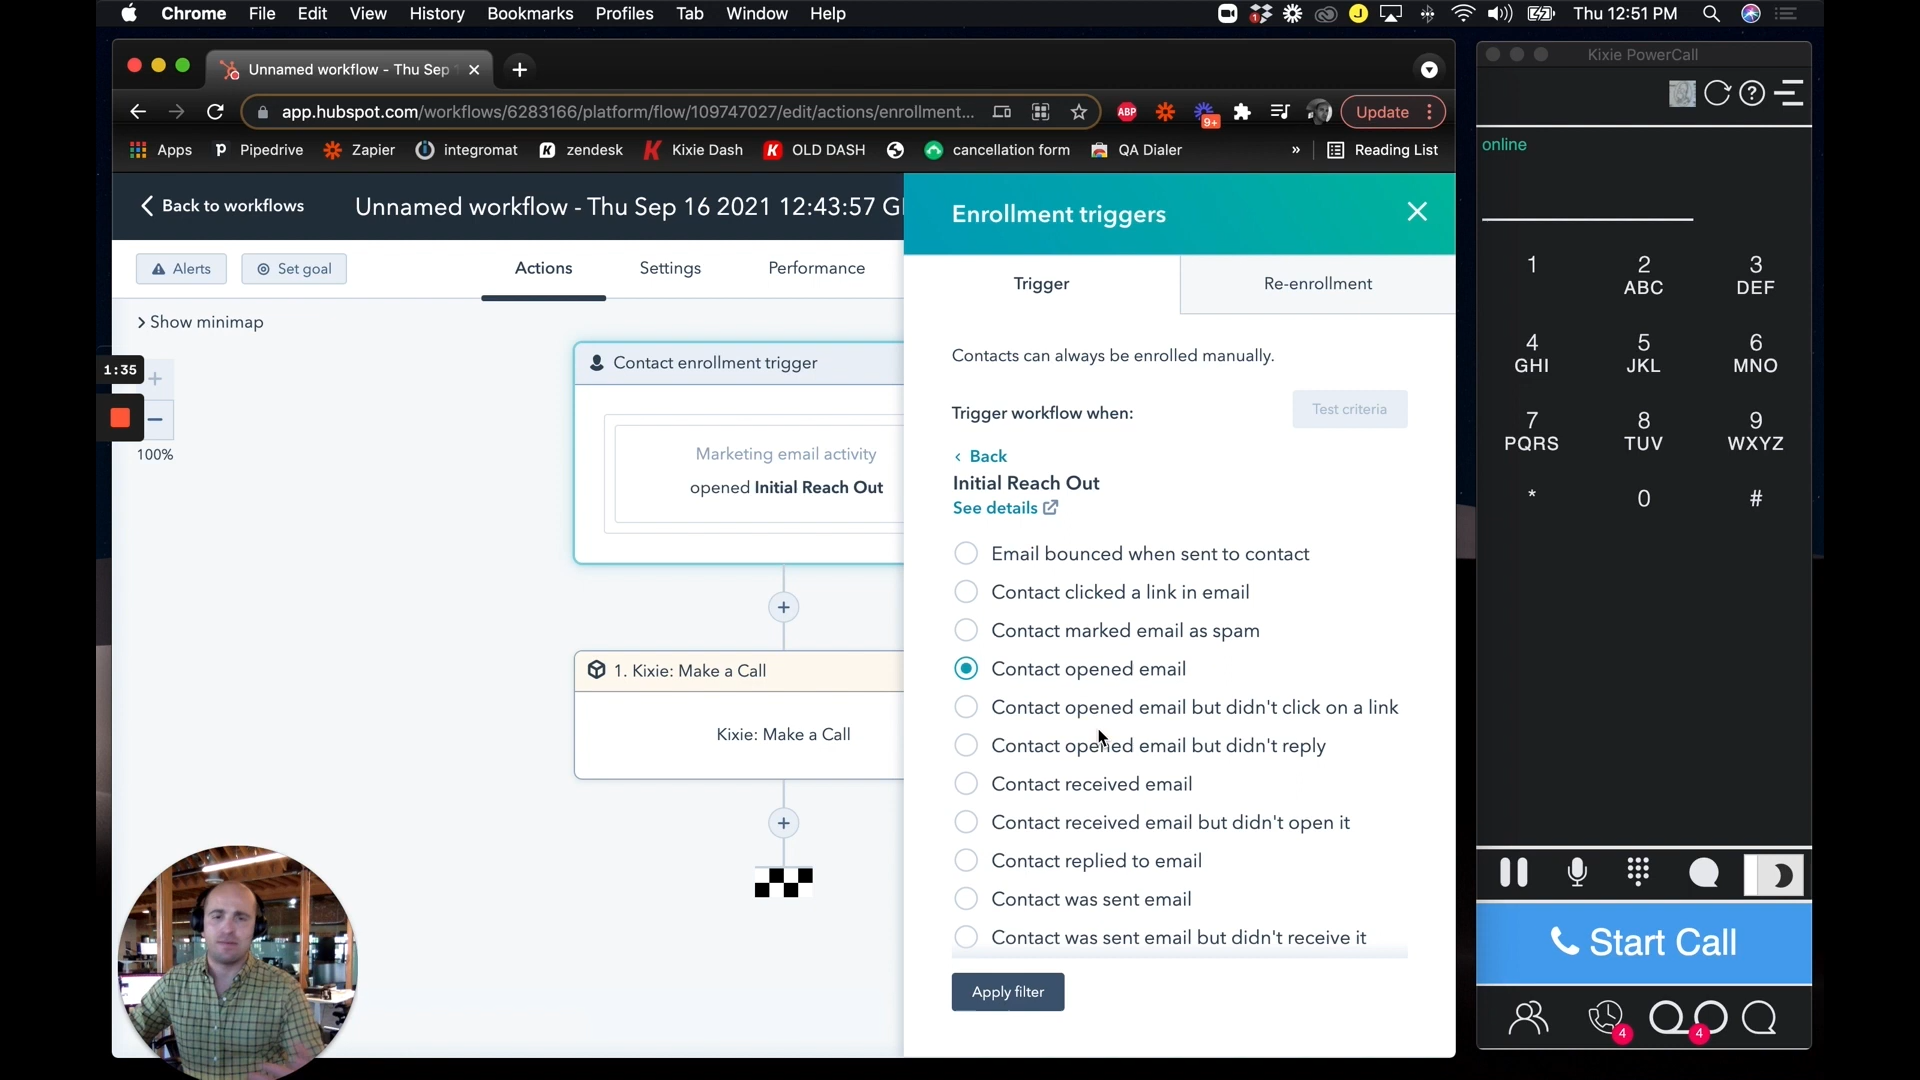 Chrome File Edit View History Bookmarks Profiles Tab Window Help
1 J Thu 12:51 PM
Unnamed workflow - Thu Sep
Kixie PowerCall
app.hubspot.com/workflows/6283166/platform/flow/109747027/edit/actions/enrollment...
ABP 9+ Update
Apps Pipedrive Zapier integromat zendesk Kixie Dash OLD DASH cancellation form QA Dialer » Reading List
online
Back to workflows
Unnamed workflow - Thu Sep 16 2021 12:43:57 G
Enrollment triggers
Alerts Set goal
Actions Settings Performance
Trigger Re-enrollment
Show minimap
1:35
100%
Contact enrollment trigger
Marketing email activity
opened Initial Reach Out
1. Kixie: Make a Call
Kixie: Make a Call
Contacts can always be enrolled manually.
Trigger workflow when:
Test criteria
Back
Initial Reach Out
See details
Email bounced when sent to contact
Contact clicked a link in email
Contact marked email as spam
Contact opened email
Contact opened email but didn't click on a link
Contact opened email but didn't reply
Contact received email
Contact received email but didn't open it
Contact replied to email
Contact was sent email
Contact was sent email but didn't receive it
Apply filter
1 2 3
ABC DEF
4 5 6
GHI JKL MNO
7 8 9
PQRS TUV WXYZ
* 0 #
Start Call
4 4